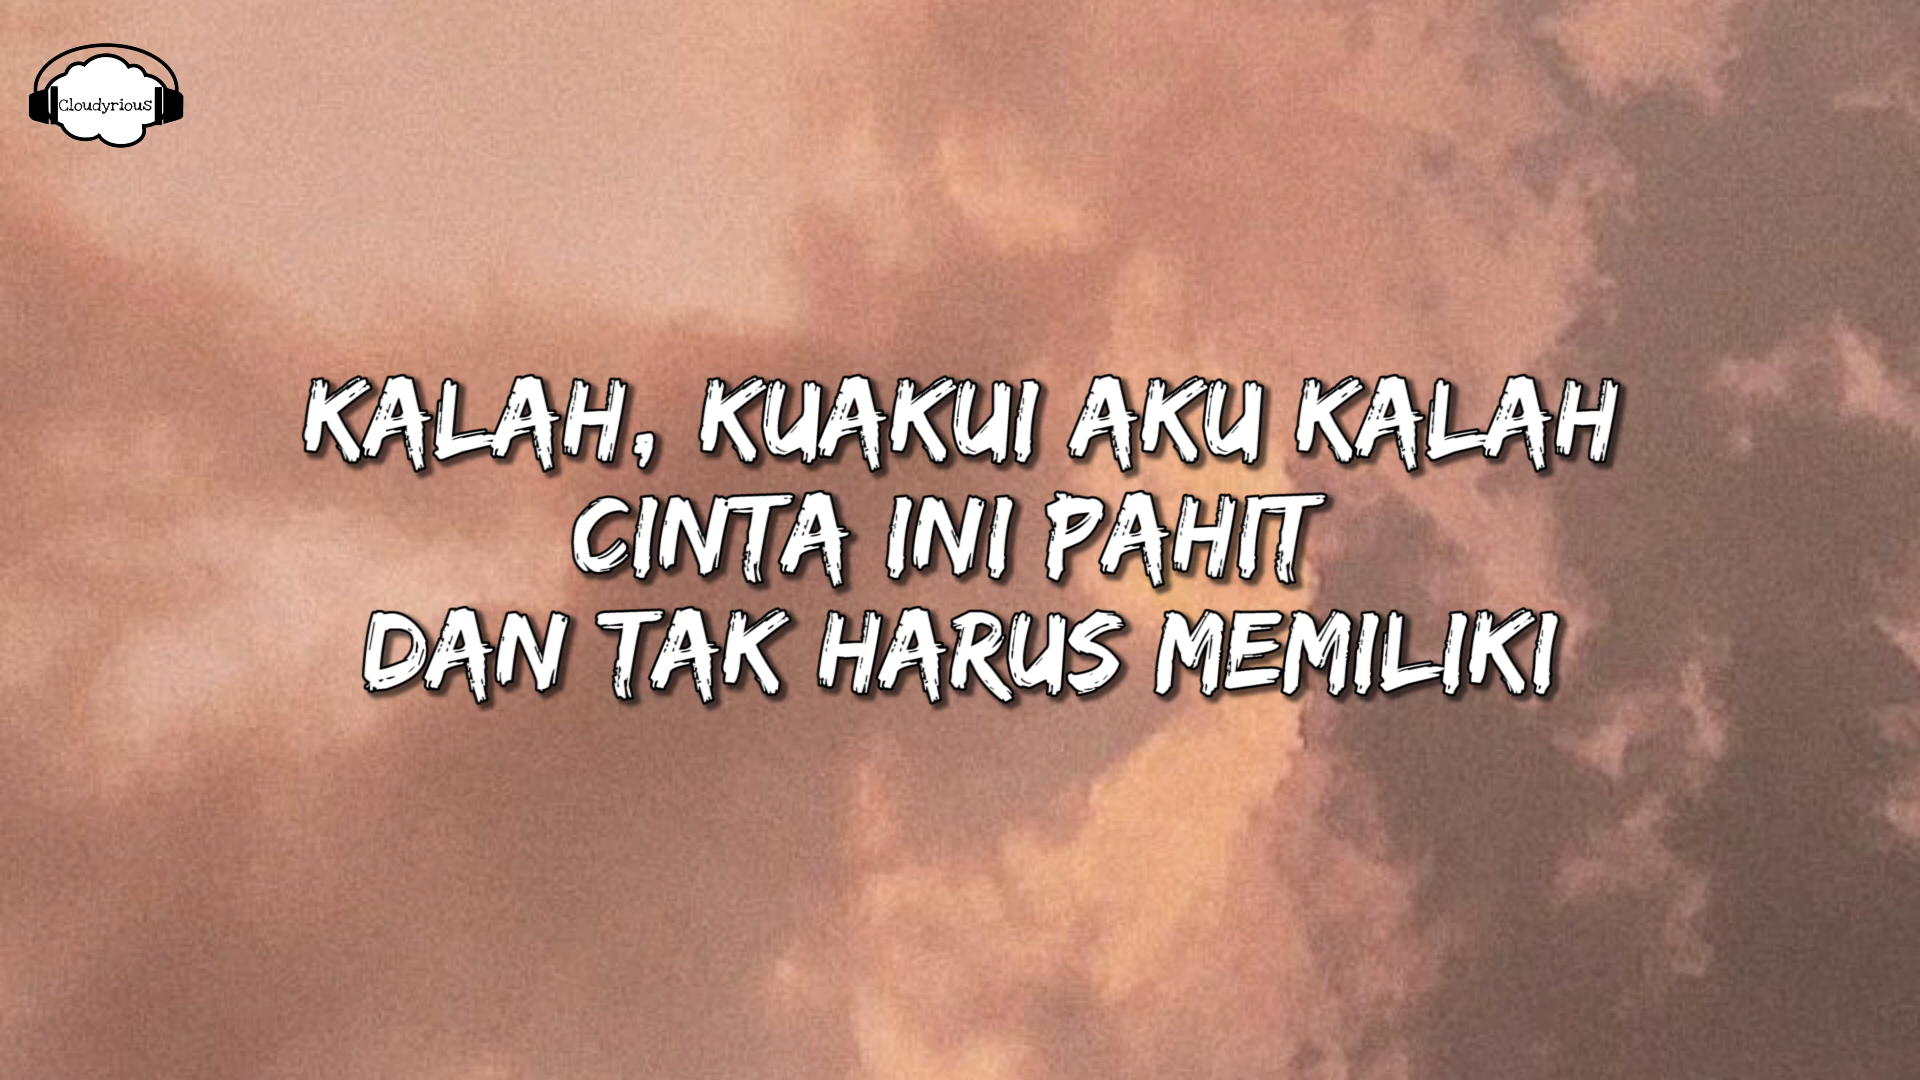 Cloudyrious
KALAH, KUAKUI AKU KALAH
CINTA INI PAHIT
DAN TAK HARUS MEMILIKI